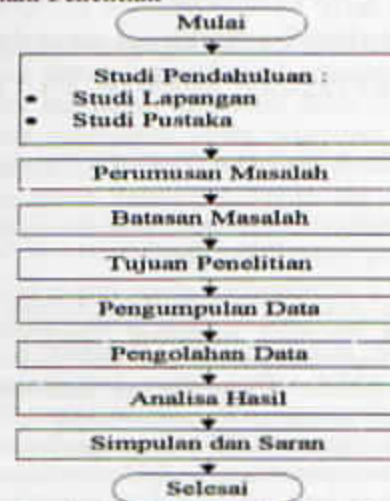 Mulai
Studi Pendahuluan :
• Studi Lapangan
• Studi Pustaka
Perumusan Masalah
Batasan Masalah
Tujuan Penelitian
Pengumpulan Data
Pengolahan Data
Analisa Hasil
Simpulan dan Saran
Selesai